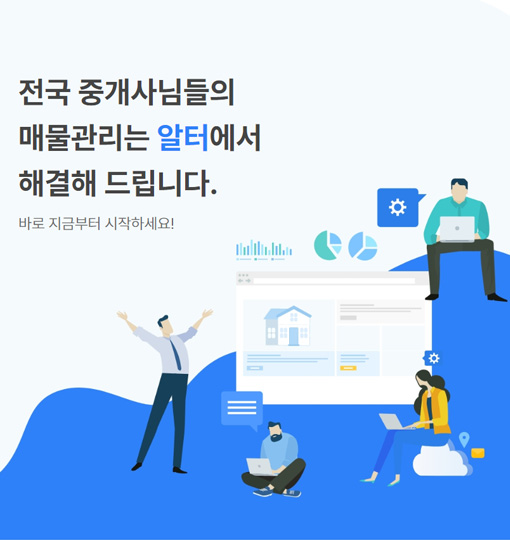 전국 중개사님들의
매물관리는 알터에서
해결해 드립니다.
바로 지금부터 시작하세요!